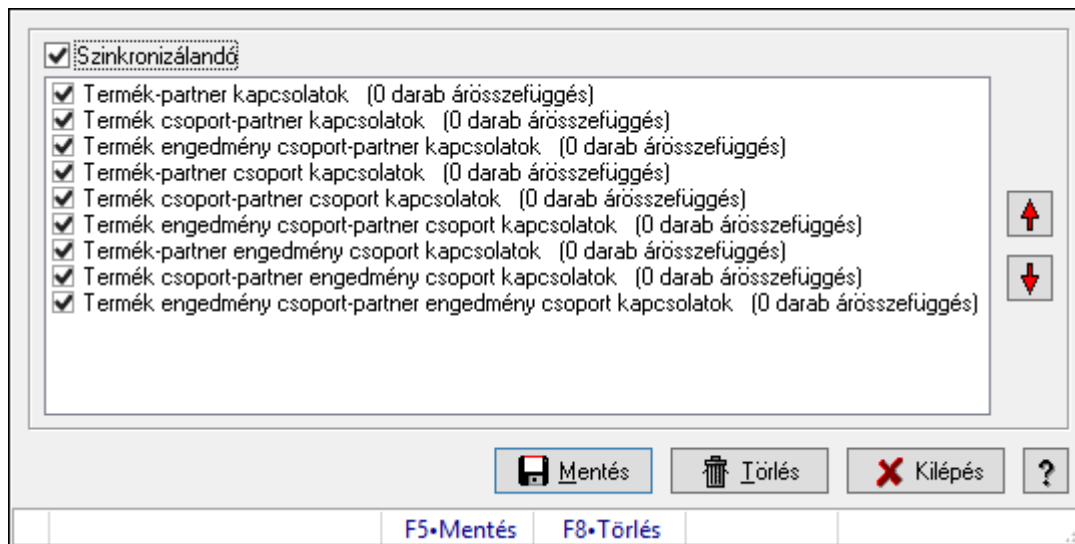 Szinkronizálandó
Termék-partner kapcsolatok (0 darab árösszefüggés)
Termék csoport-partner kapcsolatok (0 darab árösszefüggés)
Termék engedmény csoport-partner kapcsolatok (0 darab árösszefüggés)
Termék-partner csoport kapcsolatok (0 darab árösszefüggés)
Termék csoport-partner csoport kapcsolatok (0 darab árösszefüggés)
Termék engedmény csoport-partner csoport kapcsolatok (0 darab árösszefüggés)
Termék-partner engedmény csoport kapcsolatok (0 darab árösszefüggés)
Termék csoport-partner engedmény csoport kapcsolatok (0 darab árösszefüggés)
Termék engedmény csoport-partner engedmény csoport kapcsolatok (0 darab árösszefüggés)
Mentés Törlés Kilépés ?
F5•Mentés F8•Törlés